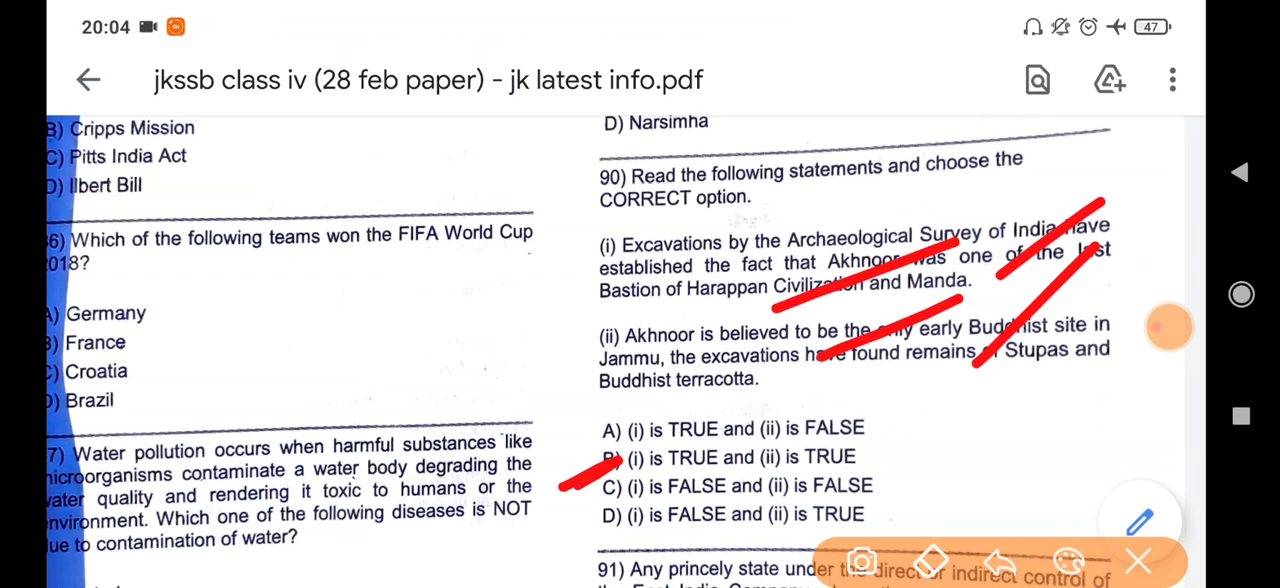 20:04
47
jkssb class iv (28 feb paper) - jk latest info.pdf
B) Cripps Mission
C) Pitts India Act
D) Ilbert Bill
6) Which of the following teams won the FIFA World Cup
018?
A) Germany
B) France
C) Croatia
D) Brazil
7) Water pollution occurs when harmful substances like
nicroorganisms contaminate a water body degrading the
water quality and rendering it toxic to humans or the
nvironment. Which one of the following diseases is NOT
ue to contamination of water?
D) Narsimha
90) Read the following statements and choose the
CORRECT option.
(i) Excavations by the Archaeological Survey of India have
established the fact that Akhnoor was one of the last
Bastion of Harappan Civilization and Manda.
(ii) Akhnoor is believed to be the only early Buddhist site in
Jammu, the excavations have found remains of Stupas and
Buddhist terracotta.
A) (i) is TRUE and (ii) is FALSE
B) (i) is TRUE and (ii) is TRUE
C) (i) is FALSE and (ii) is FALSE
D) (i) is FALSE and (ii) is TRUE
91) Any princely state under the direct or indirect control of